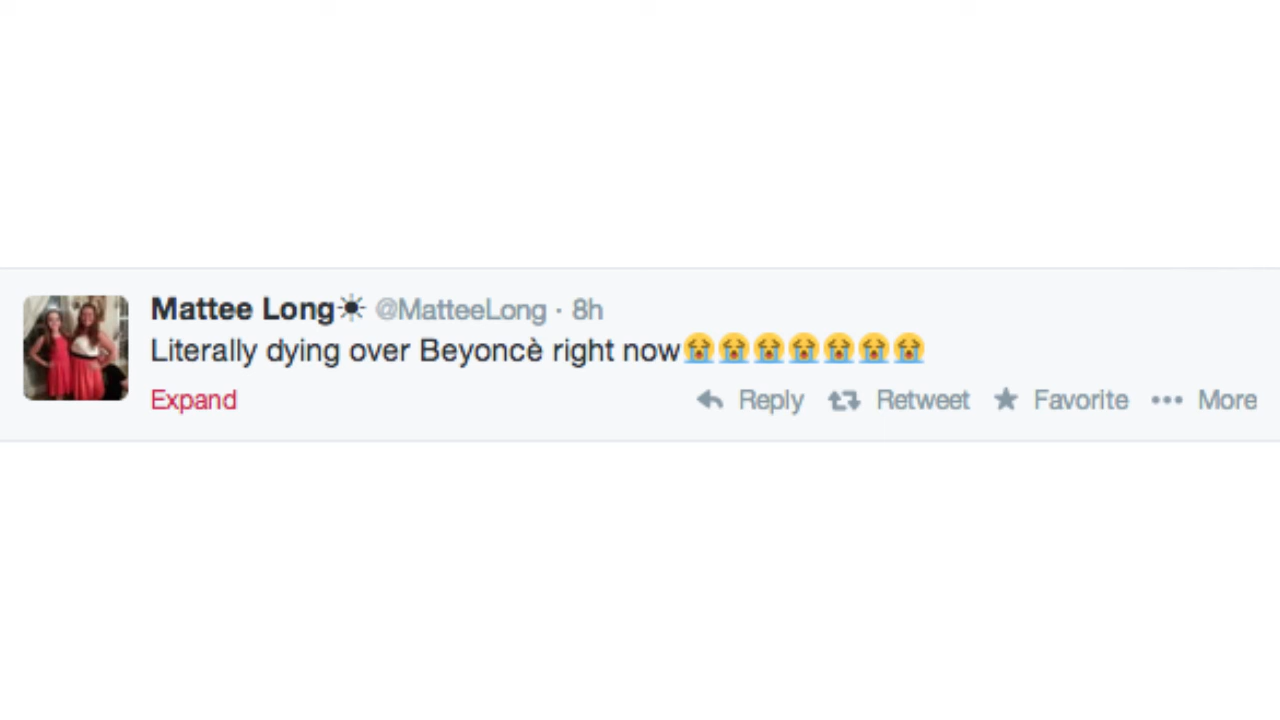 Mattee Long☀ @MatteeLong · 8h
Literally dying over Beyoncè right now😭😭😭😭😭😭😭
Expand Reply Retweet Favorite More